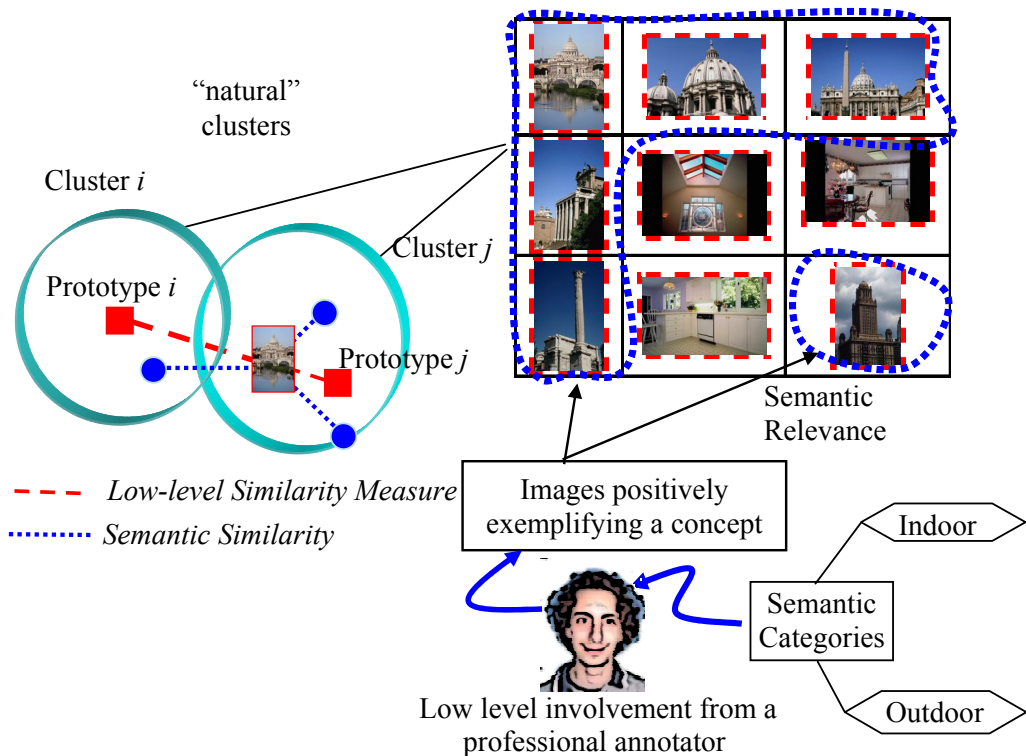 “natural”
clusters
Cluster i
Cluster j
Prototype i
Prototype j
Low-level Similarity Measure
Semantic Similarity
Semantic
Relevance
Images positively
exemplifying a concept
Indoor
Semantic
Categories
Outdoor
Low level involvement from a
professional annotator